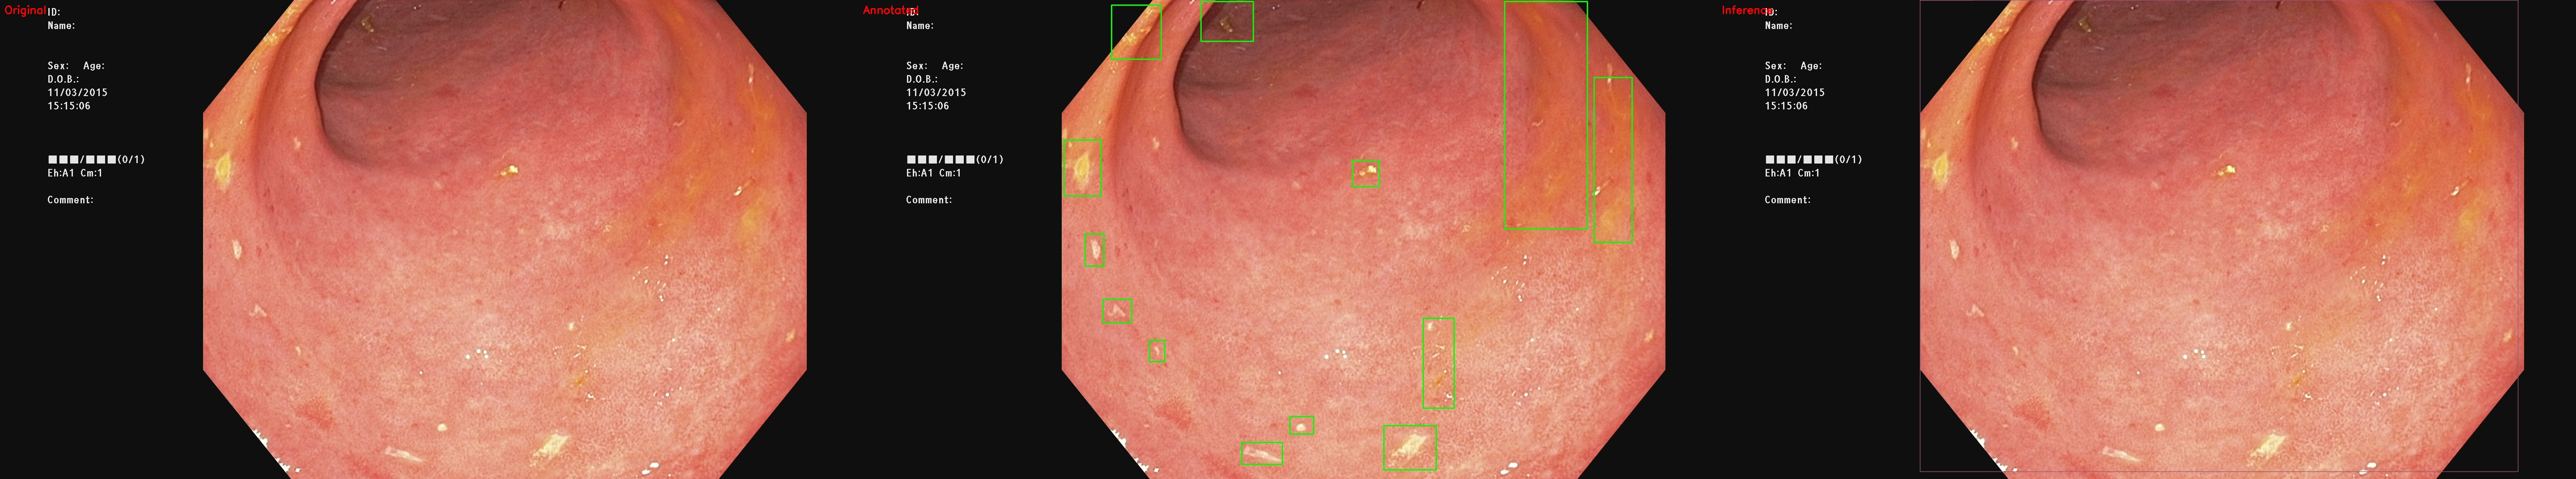 Original
ID:
Name:
Sex: Age:
D.O.B.:
11/03/2015
15:15:06
■■■/■■■(0/1)
Eh:A1 Cm:1
Comment:
Annotated
ID:
Name:
Sex: Age:
D.O.B.:
11/03/2015
15:15:06
■■■/■■■(0/1)
Eh:A1 Cm:1
Comment:
Inference
ID:
Name:
Sex: Age:
D.O.B.:
11/03/2015
15:15:06
■■■/■■■(0/1)
Eh:A1 Cm:1
Comment: